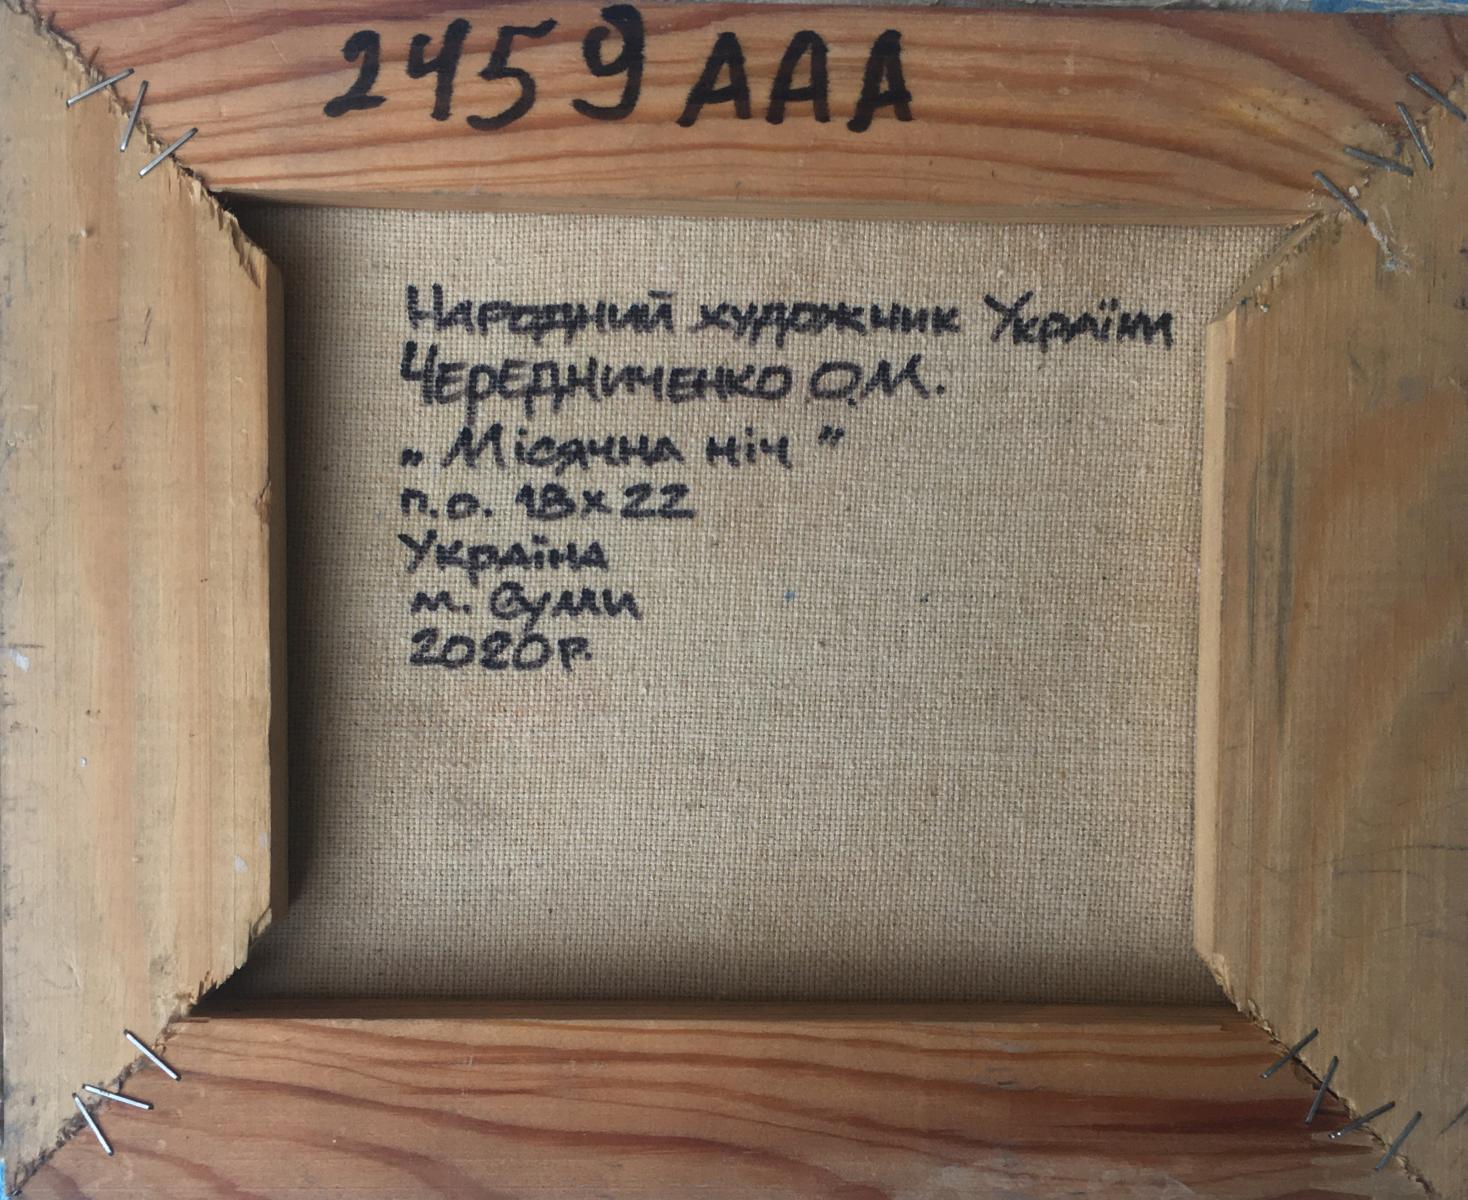 2459 AAA
Народний художник України
Чередниченко О.М.
„Місячна ніч"
п.о. 18х22
Україна
м. Суми
2020р.